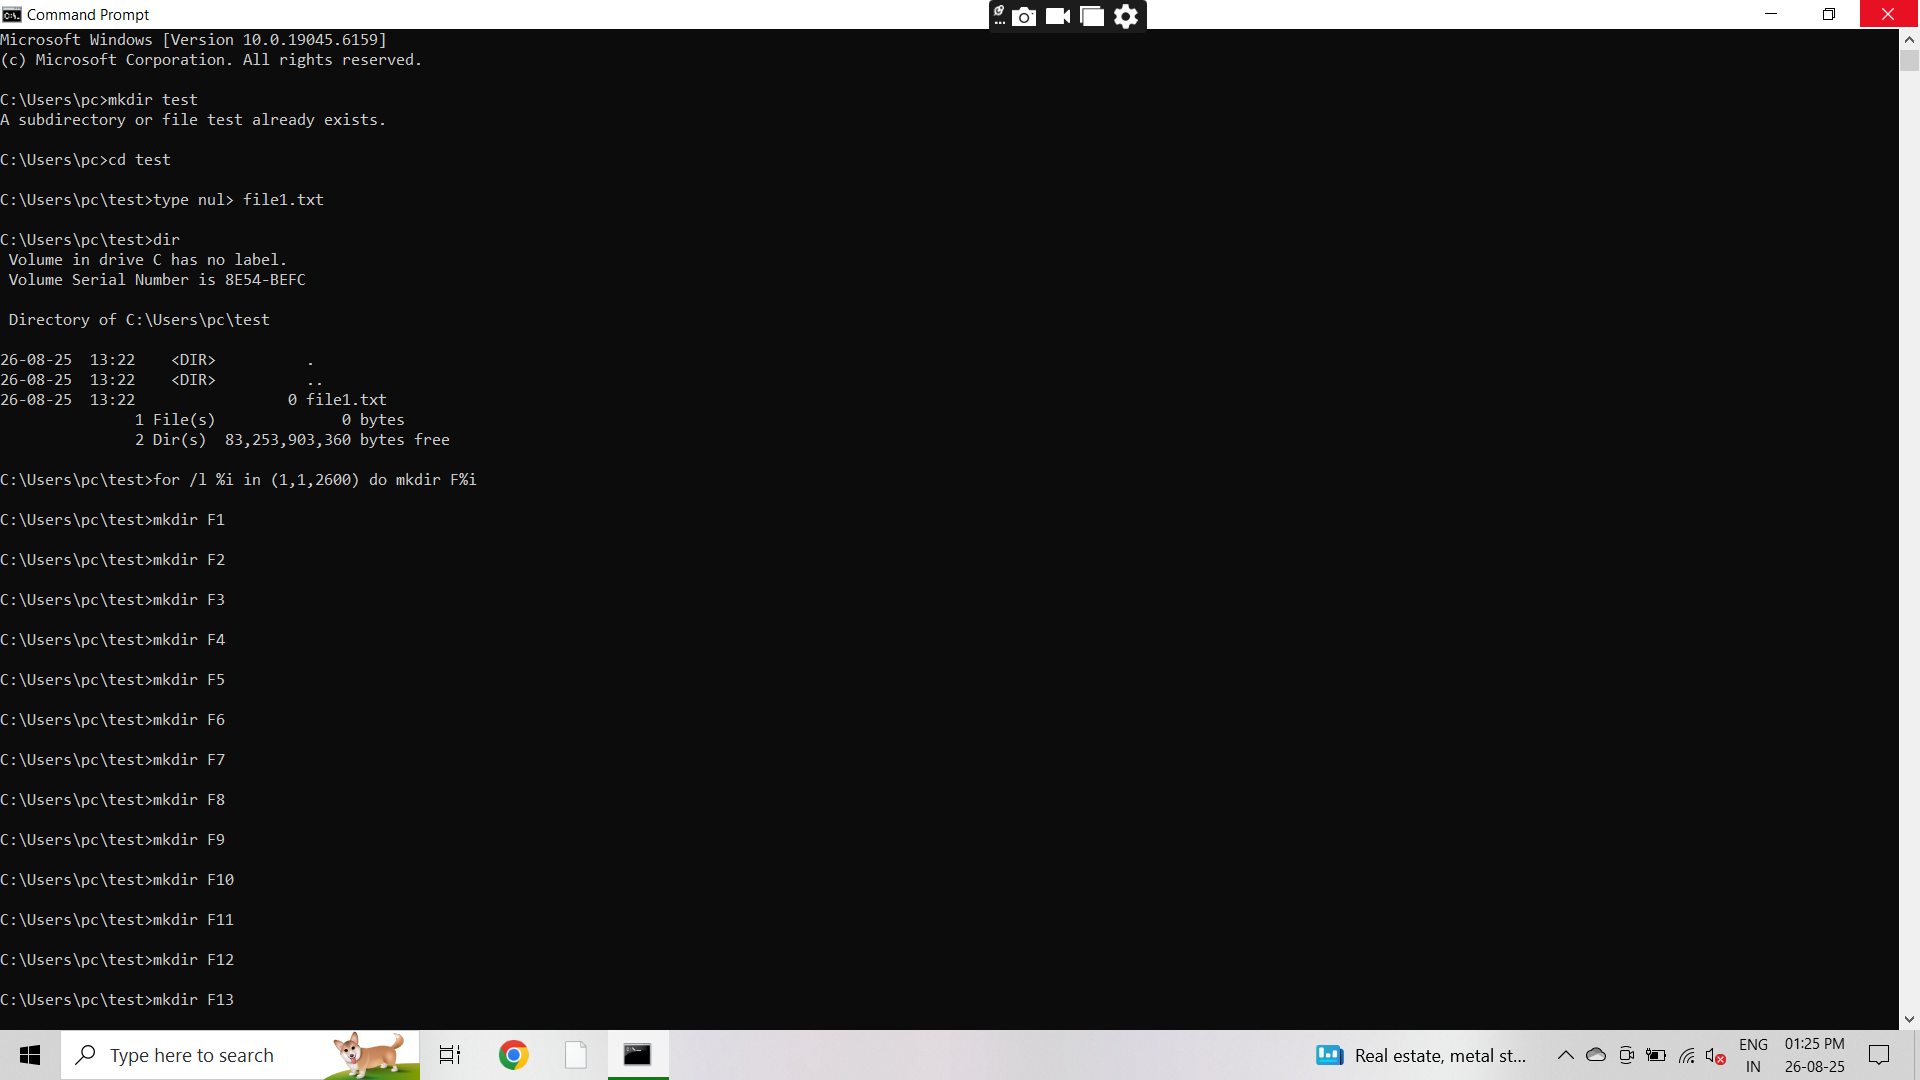 Command Prompt
Microsoft Windows [Version 10.0.19045.6159]
(c) Microsoft Corporation. All rights reserved.
C:\Users\pc>mkdir test
A subdirectory or file test already exists.
C:\Users\pc>cd test
C:\Users\pc\test>type nul> file1.txt
C:\Users\pc\test>dir
 Volume in drive C has no label.
 Volume Serial Number is 8E54-BEFC
 Directory of C:\Users\pc\test
26-08-25  13:22    <DIR>          .
26-08-25  13:22    <DIR>          ..
26-08-25  13:22                 0 file1.txt
               1 File(s)              0 bytes
               2 Dir(s)  83,253,903,360 bytes free
C:\Users\pc\test>for /l %i in (1,1,2600) do mkdir F%i
C:\Users\pc\test>mkdir F1
C:\Users\pc\test>mkdir F2
C:\Users\pc\test>mkdir F3
C:\Users\pc\test>mkdir F4
C:\Users\pc\test>mkdir F5
C:\Users\pc\test>mkdir F6
C:\Users\pc\test>mkdir F7
C:\Users\pc\test>mkdir F8
C:\Users\pc\test>mkdir F9
C:\Users\pc\test>mkdir F10
C:\Users\pc\test>mkdir F11
C:\Users\pc\test>mkdir F12
C:\Users\pc\test>mkdir F13
Type here to search
Real estate, metal st...
ENG
IN
01:25 PM
26-08-25